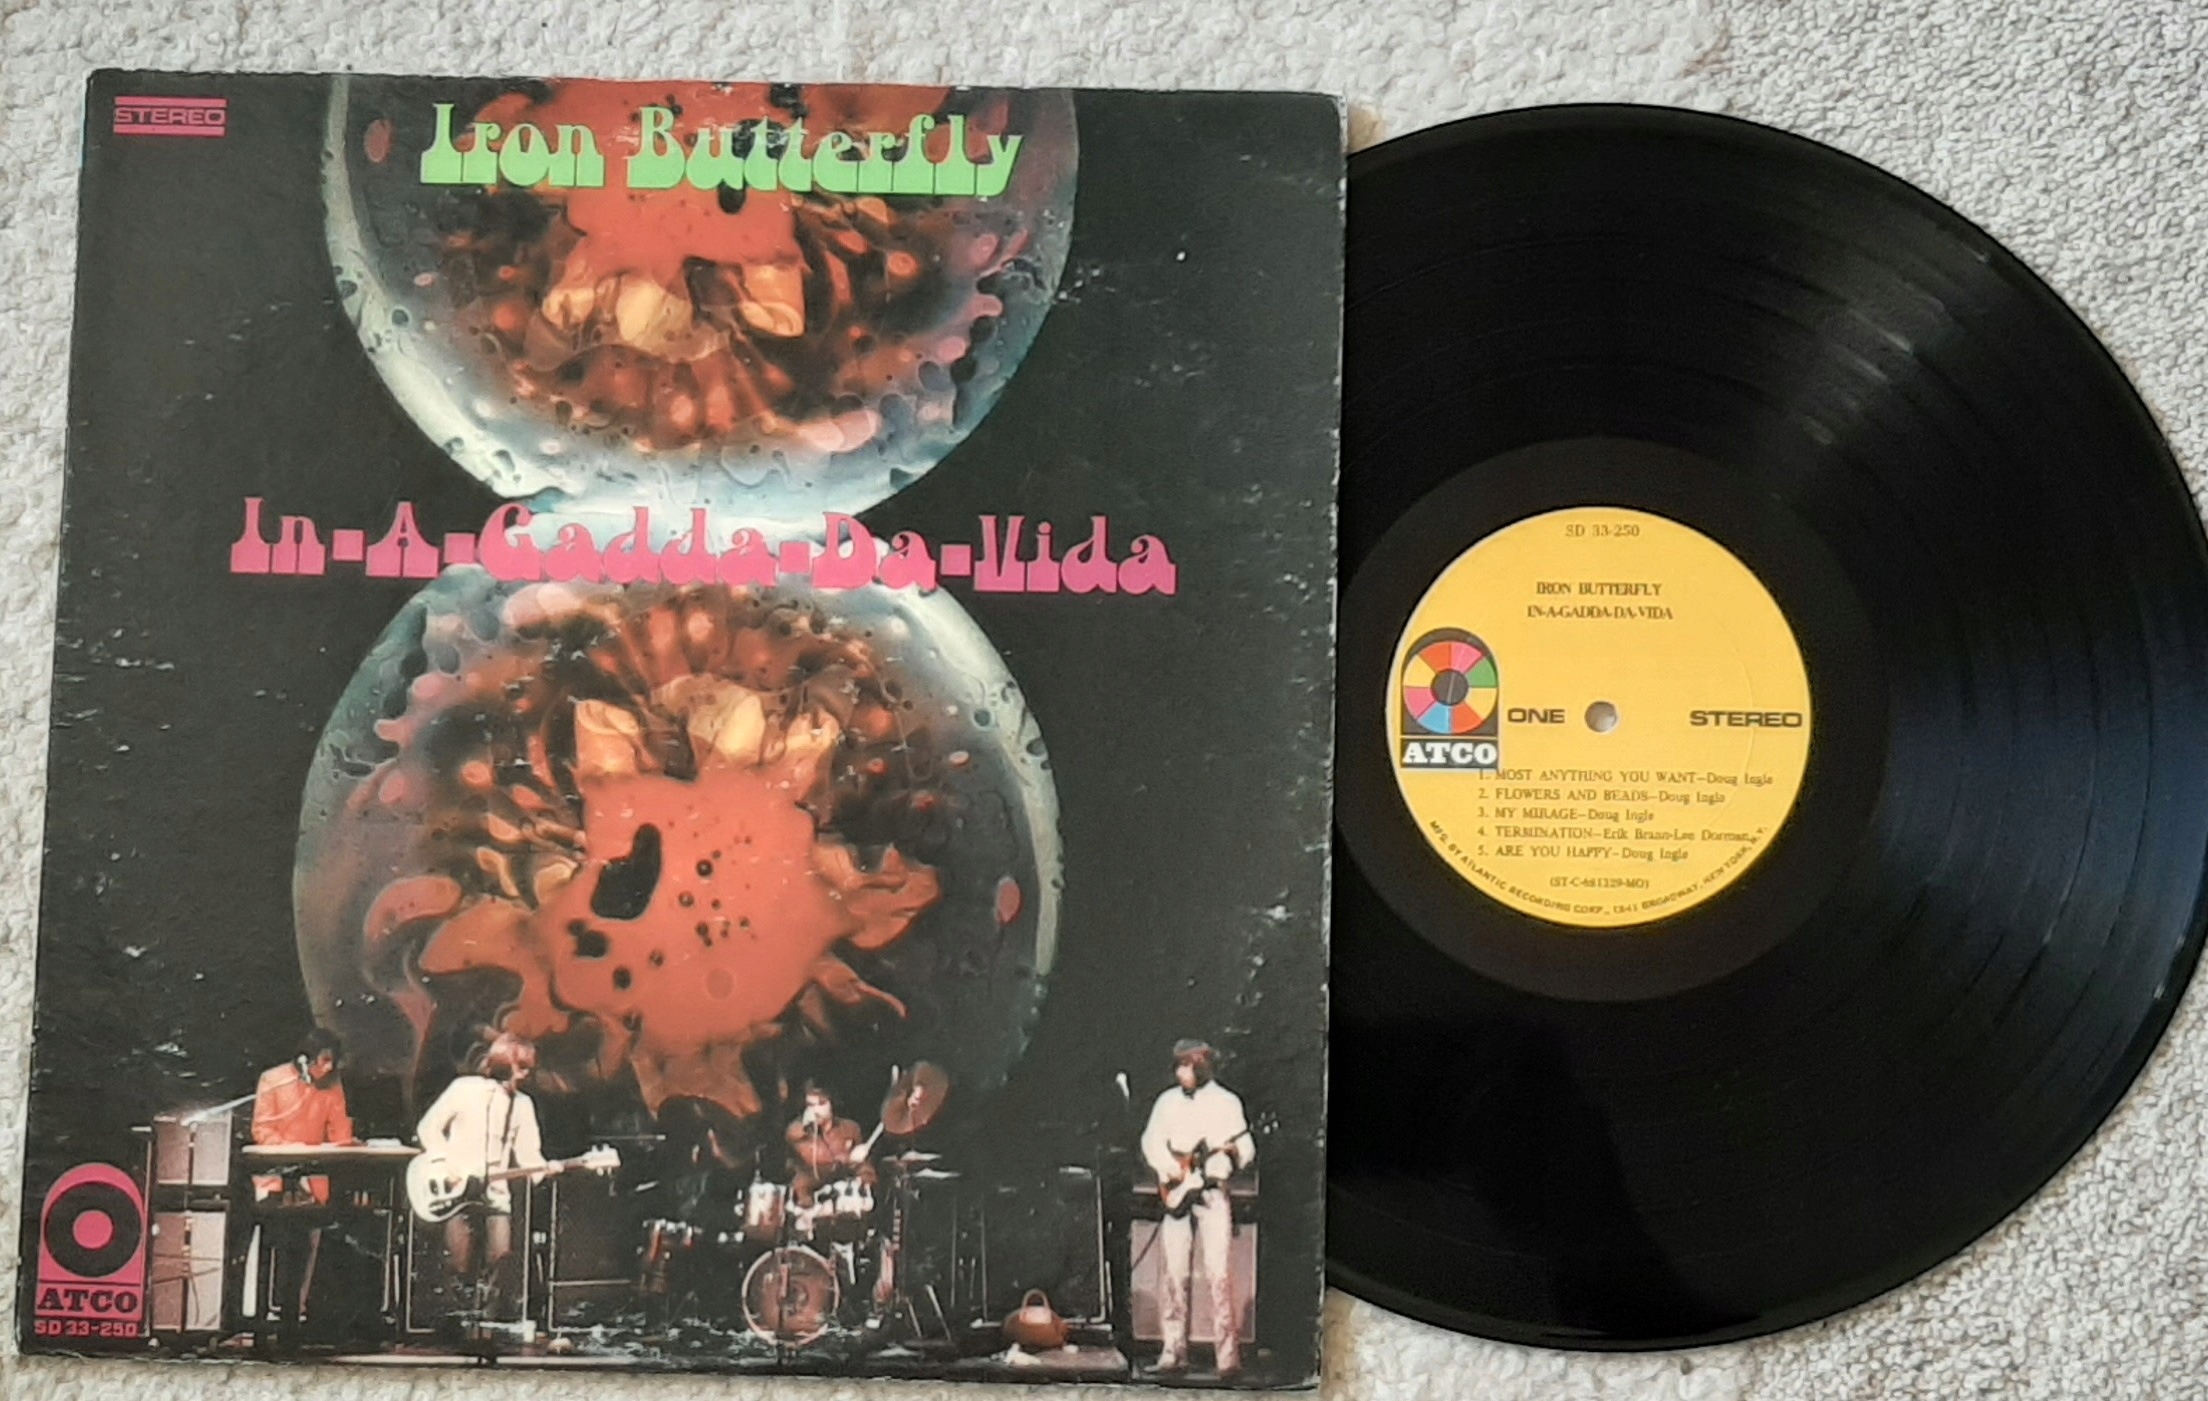 STEREO
Iron Butterfly
In-A-Gadda-Da-Vida
ATCO
SD 33-250
SD 33-250
IRON BUTTERFLY
IN-A-GADDA-DA-VIDA
ONE
STEREO
ATCO
1. MOST ANYTHING YOU WANT—Doug Ingle
2. FLOWERS AND BEADS—Doug Ingle
3. MY MIRAGE—Doug Ingle
4. TERMINATION—Erik Brann-Lee Dorman
5. ARE YOU HAPPY—Doug Ingle
(ST-C-681329-MO)
MFG. BY ATLANTIC RECORDING CORP., 1841 BROADWAY, NEW YORK, N.Y.